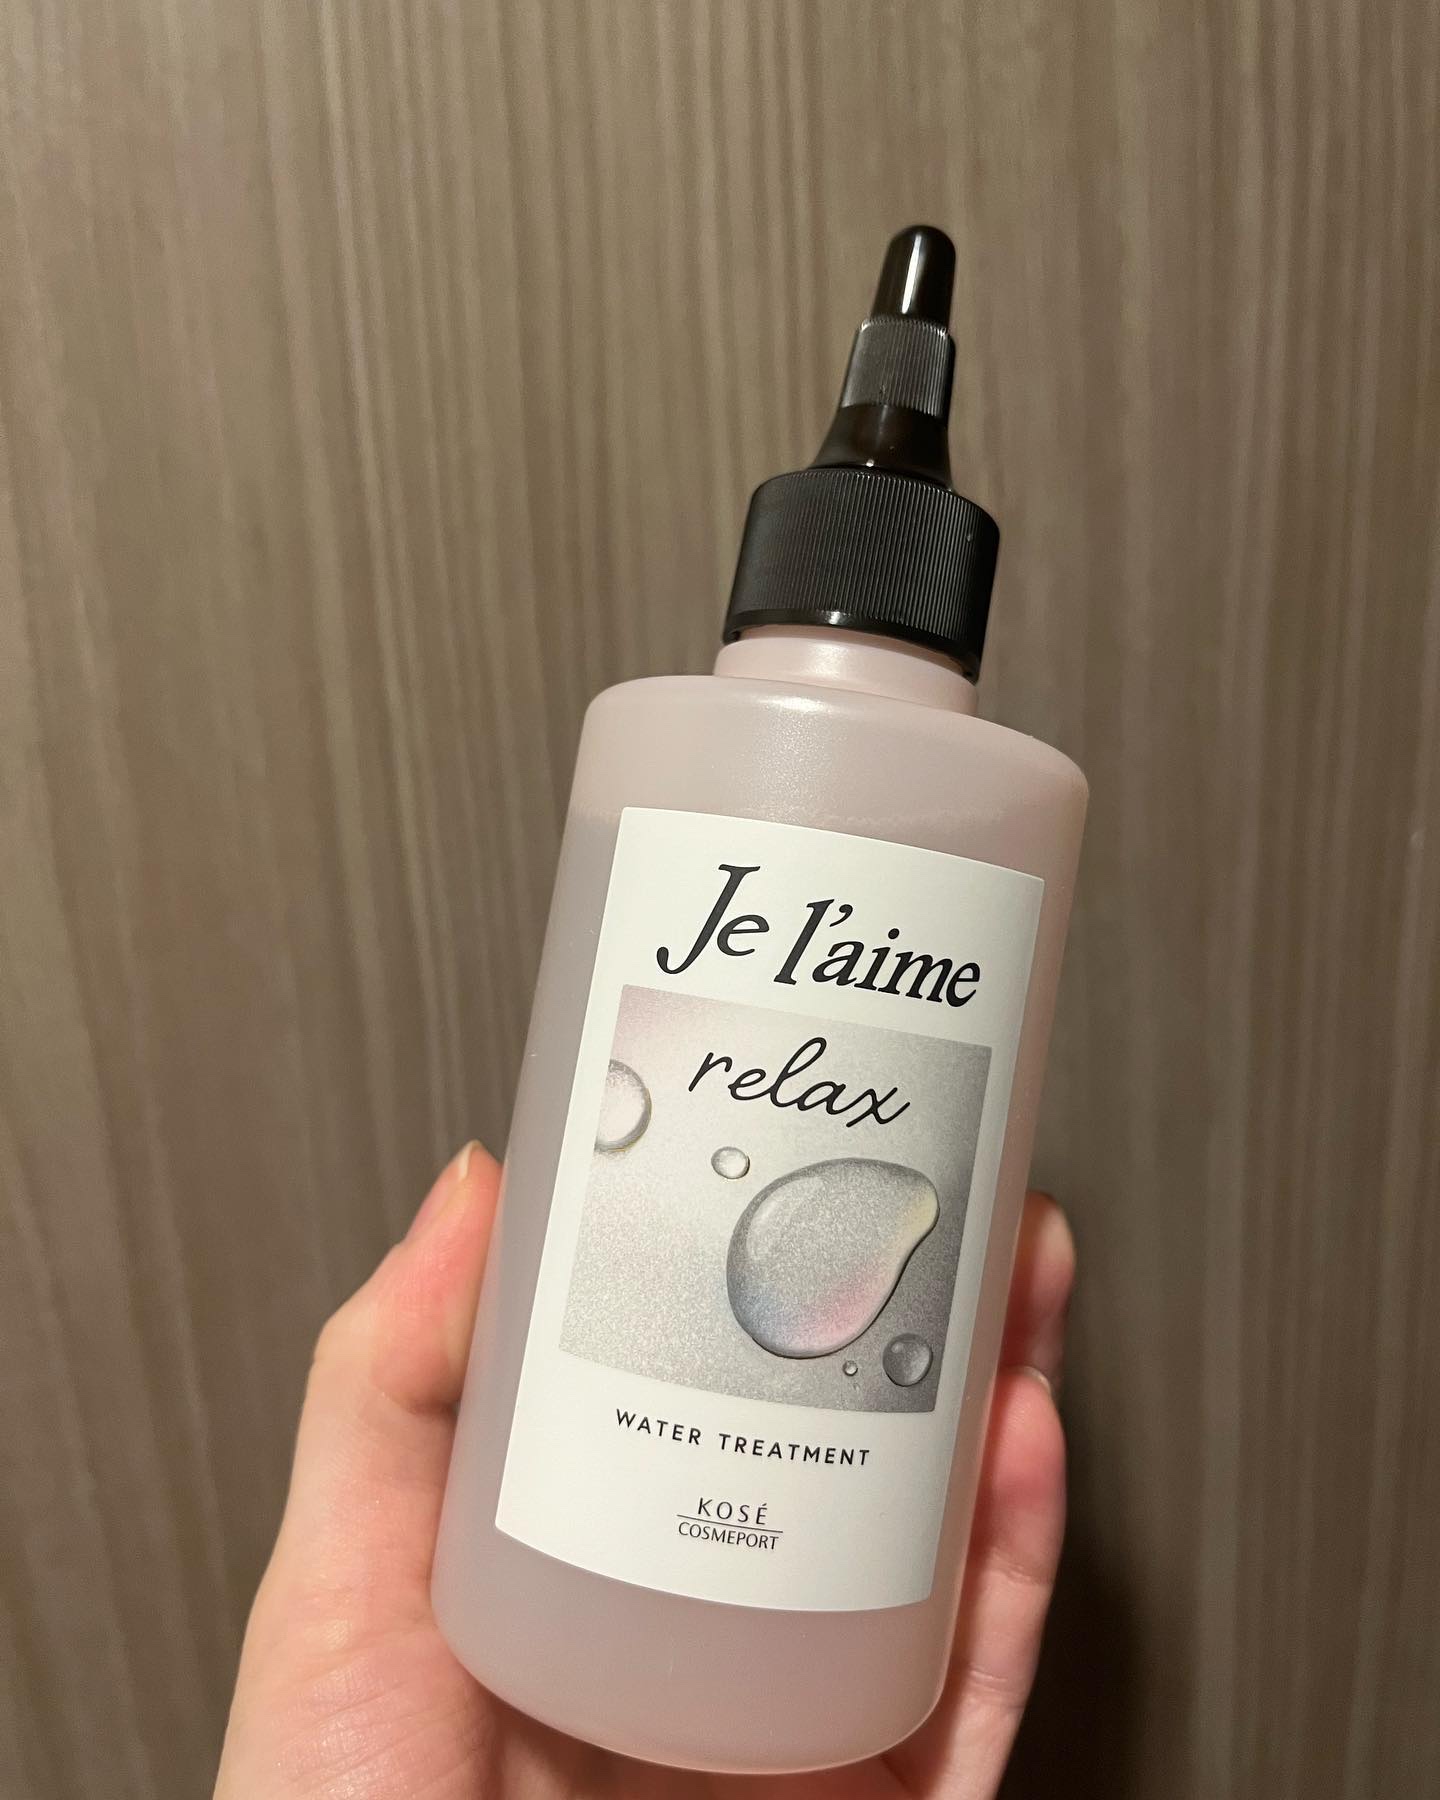 Je l'aime
relax
WATER TREATMENT
KOSÉ
COSMEPORT